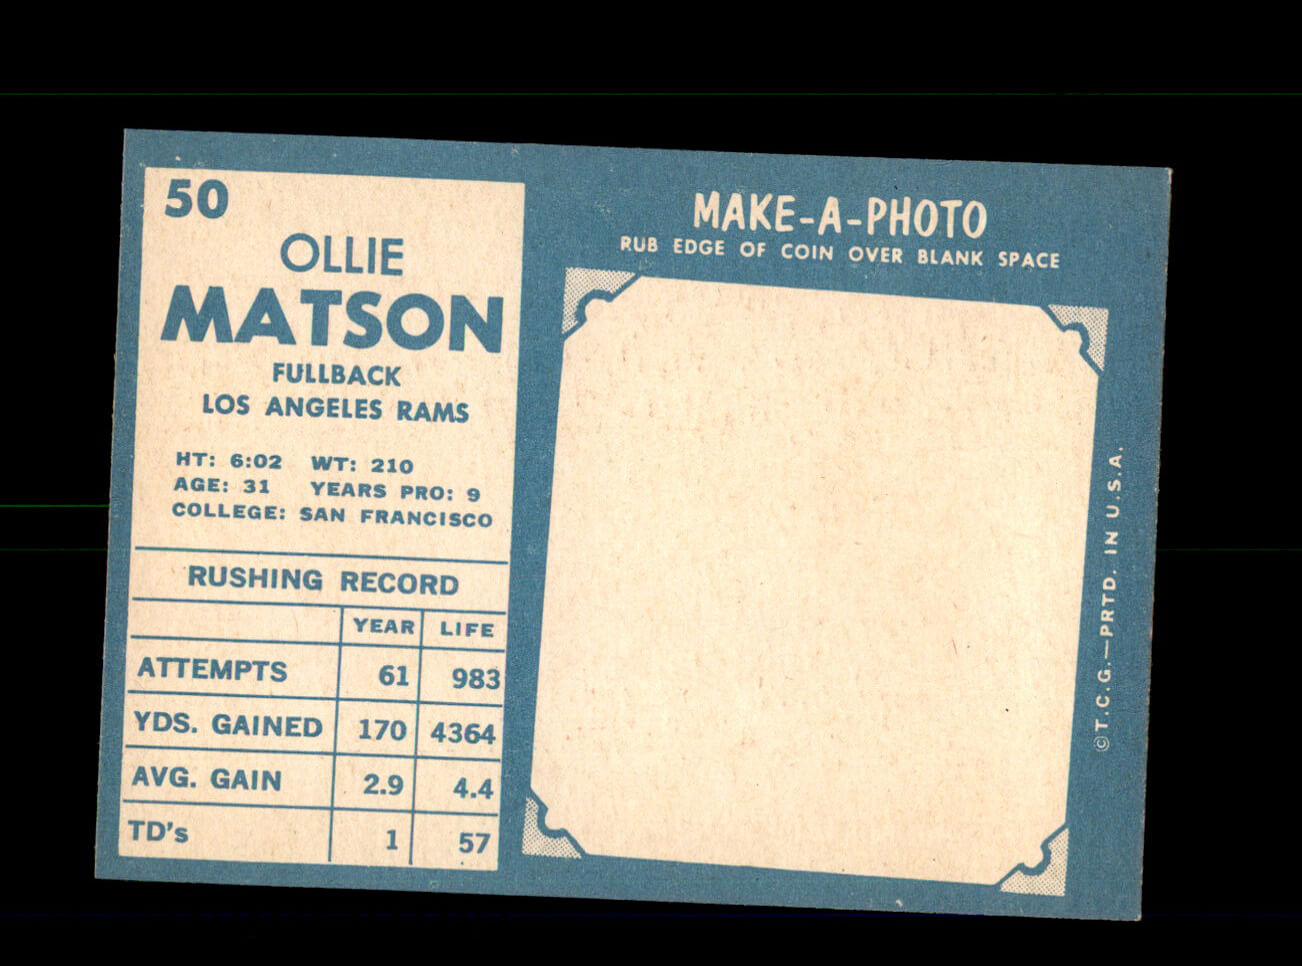 50
OLLIE
MATSON
FULLBACK
LOS ANGELES RAMS
HT: 6:02 WT: 210
AGE: 31 YEARS PRO: 9
COLLEGE: SAN FRANCISCO
RUSHING RECORD
YEAR LIFE
ATTEMPTS 61 983
YDS. GAINED 170 4364
AVG. GAIN 2.9 4.4
TD's 1 57
MAKE-A-PHOTO
RUB EDGE OF COIN OVER BLANK SPACE
©T.C.G.—PRTD. IN U.S.A.